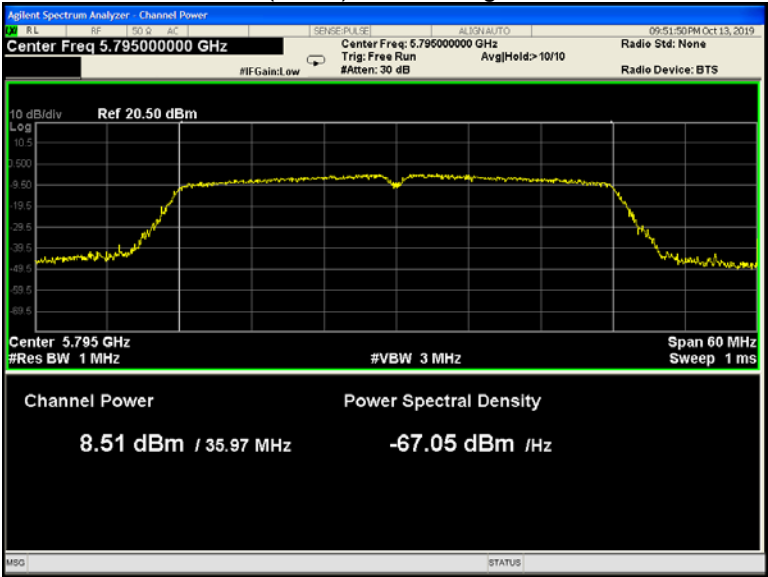 Agilent Spectrum Analyzer - Channel Power
RL RF 50 Ω AC SENSE:PULSE ALIGN AUTO 09:51:50 PM Oct 13, 2019
Center Freq 5.795000000 GHz
Center Freq: 5.795000000 GHz
Radio Std: None
Trig: Free Run Avg|Hold:> 10/10
#IFGain:Low #Atten: 30 dB Radio Device: BTS
10 dB/div Ref 20.50 dBm
Log
10.5
0.500
-9.50
-19.5
-29.5
-39.5
-49.5
-59.5
-69.5
Center 5.795 GHz Span 60 MHz
#Res BW 1 MHz #VBW 3 MHz Sweep 1 ms
Channel Power Power Spectral Density
8.51 dBm / 35.97 MHz -67.05 dBm /Hz
MSG STATUS